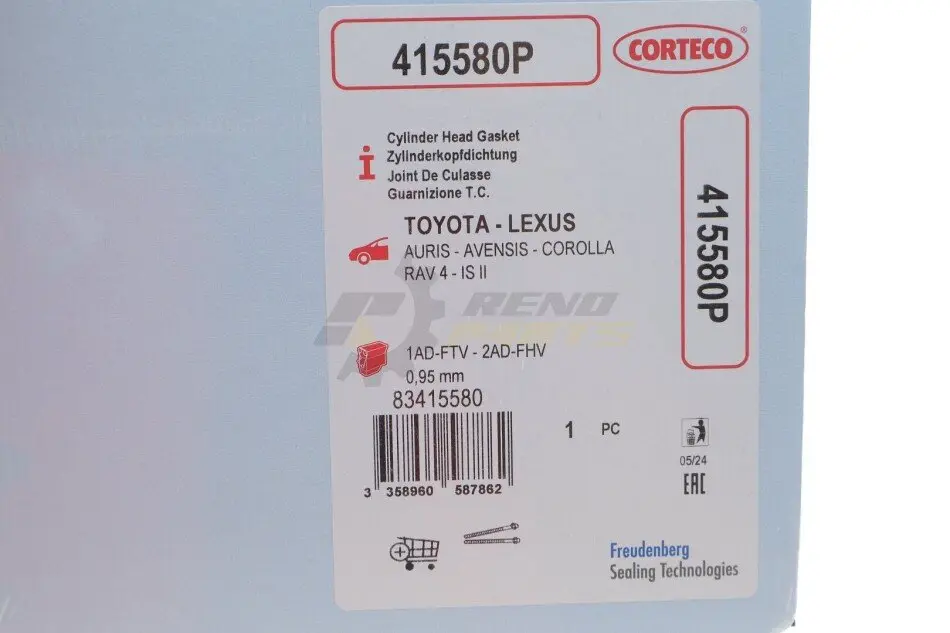 415580P
CORTECO
Cylinder Head Gasket
Zylinderkopfdichtung
Joint De Culasse
Guarnizione T.C.
415580P
TOYOTA - LEXUS
AURIS - AVENSIS - COROLLA
RAV 4 - IS II
RENO
PARTS
1AD-FTV - 2AD-FHV
0,95 mm
83415580
3 358960 587862
1 PC
05/24
EAC
Freudenberg
Sealing Technologies